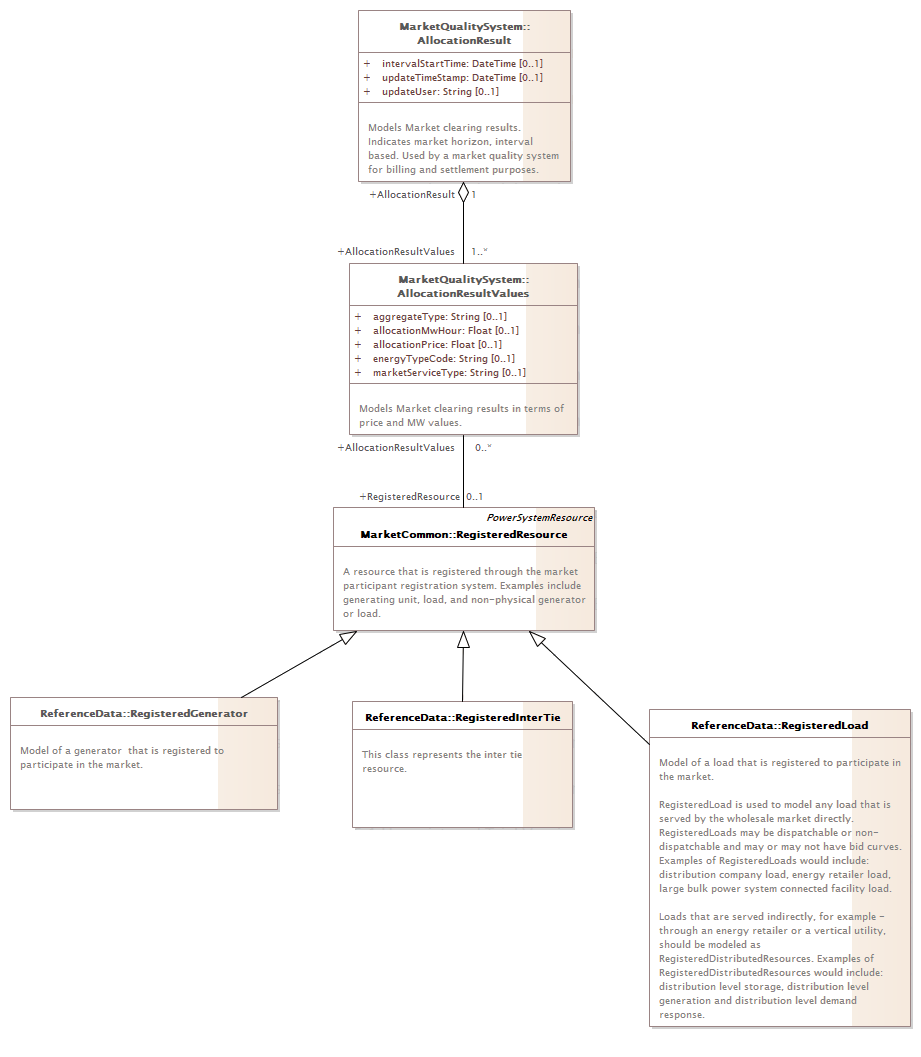 MarketQualitySystem::
AllocationResult
+ intervalStartTime: DateTime [0..1]
+ updateTimeStamp: DateTime [0..1]
+ updateUser: String [0..1]
Models Market clearing results.
Indicates market horizon, interval
based. Used by a market quality system
for billing and settlement purposes.
+AllocationResult 1
+AllocationResultValues 1..*
MarketQualitySystem::
AllocationResultValues
+ aggregateType: String [0..1]
+ allocationMwHour: Float [0..1]
+ allocationPrice: Float [0..1]
+ energyTypeCode: String [0..1]
+ marketServiceType: String [0..1]
Models Market clearing results in terms of
price and MW values.
+AllocationResultValues 0..*
+RegisteredResource 0..1
PowerSystemResource
MarketCommon::RegisteredResource
A resource that is registered through the market
participant registration system. Examples include
generating unit, load, and non-physical generator
or load.
ReferenceData::RegisteredGenerator
Model of a generator  that is registered to
participate in the market.
ReferenceData::RegisteredInterTie
This class represents the inter tie
resource.
ReferenceData::RegisteredLoad
Model of a load that is registered to participate in
the market.
RegisteredLoad is used to model any load that is
served by the wholesale market directly.
RegisteredLoads may be dispatchable or non-
dispatchable and may or may not have bid curves.
Examples of RegisteredLoads would include:
distribution company load, energy retailer load,
large bulk power system connected facility load.
Loads that are served indirectly, for example -
through an energy retailer or a vertical utility,
should be modeled as
RegisteredDistributedResources. Examples of
RegisteredDistributedResources would include:
distribution level storage, distribution level
generation and distribution level demand
response.